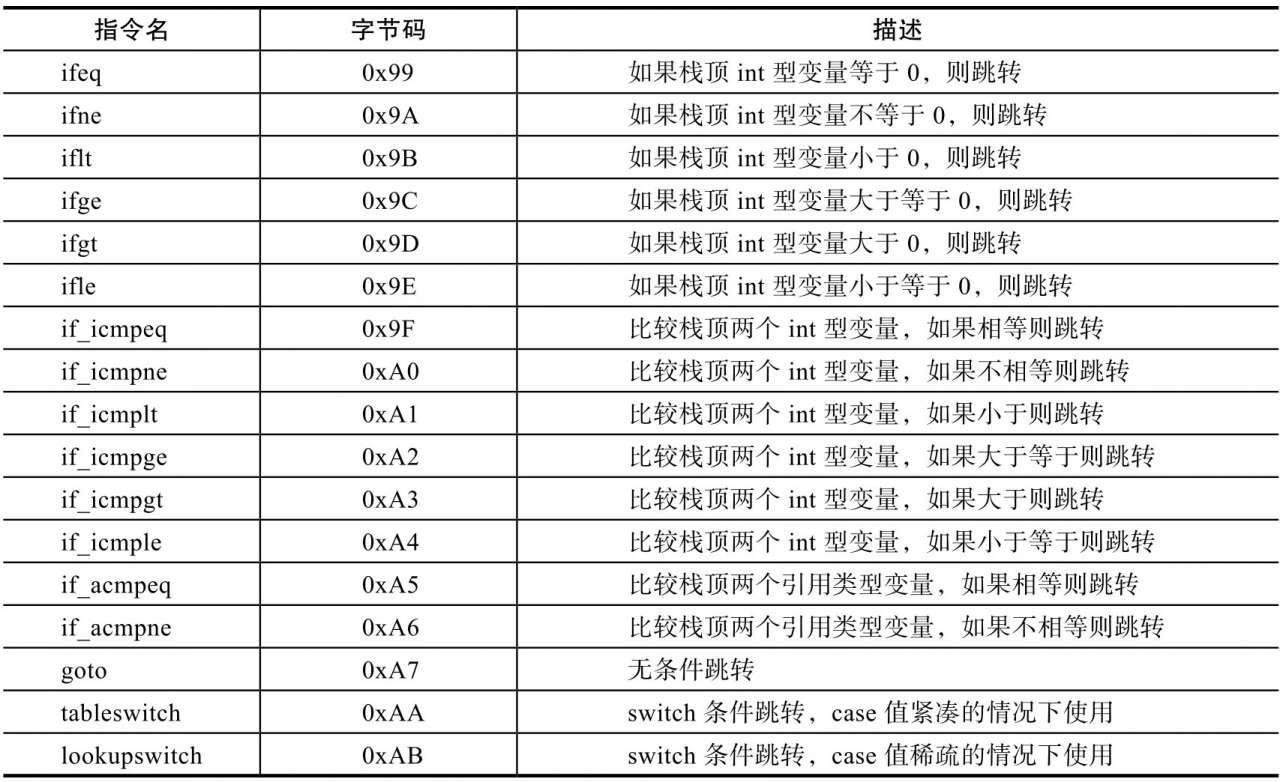 指令名 字节码 描述
ifeq 0x99 如果栈顶 int 型变量等于 0，则跳转
ifne 0x9A 如果栈顶 int 型变量不等于 0，则跳转
iflt 0x9B 如果栈顶 int 型变量小于 0，则跳转
ifge 0x9C 如果栈顶 int 型变量大于等于 0，则跳转
ifgt 0x9D 如果栈顶 int 型变量大于 0，则跳转
ifle 0x9E 如果栈顶 int 型变量小于等于 0，则跳转
if_icmpeq 0x9F 比较栈顶两个 int 型变量，如果相等则跳转
if_icmpne 0xA0 比较栈顶两个 int 型变量，如果不相等则跳转
if_icmplt 0xA1 比较栈顶两个 int 型变量，如果小于则跳转
if_icmpge 0xA2 比较栈顶两个 int 型变量，如果大于等于则跳转
if_icmpgt 0xA3 比较栈顶两个 int 型变量，如果大于则跳转
if_icmple 0xA4 比较栈顶两个 int 型变量，如果小于等于则跳转
if_acmpeq 0xA5 比较栈顶两个引用类型变量，如果相等则跳转
if_acmpne 0xA6 比较栈顶两个引用类型变量，如果不相等则跳转
goto 0xA7 无条件跳转
tableswitch 0xAA switch 条件跳转，case 值紧凑的情况下使用
lookupswitch 0xAB switch 条件跳转，case 值稀疏的情况下使用